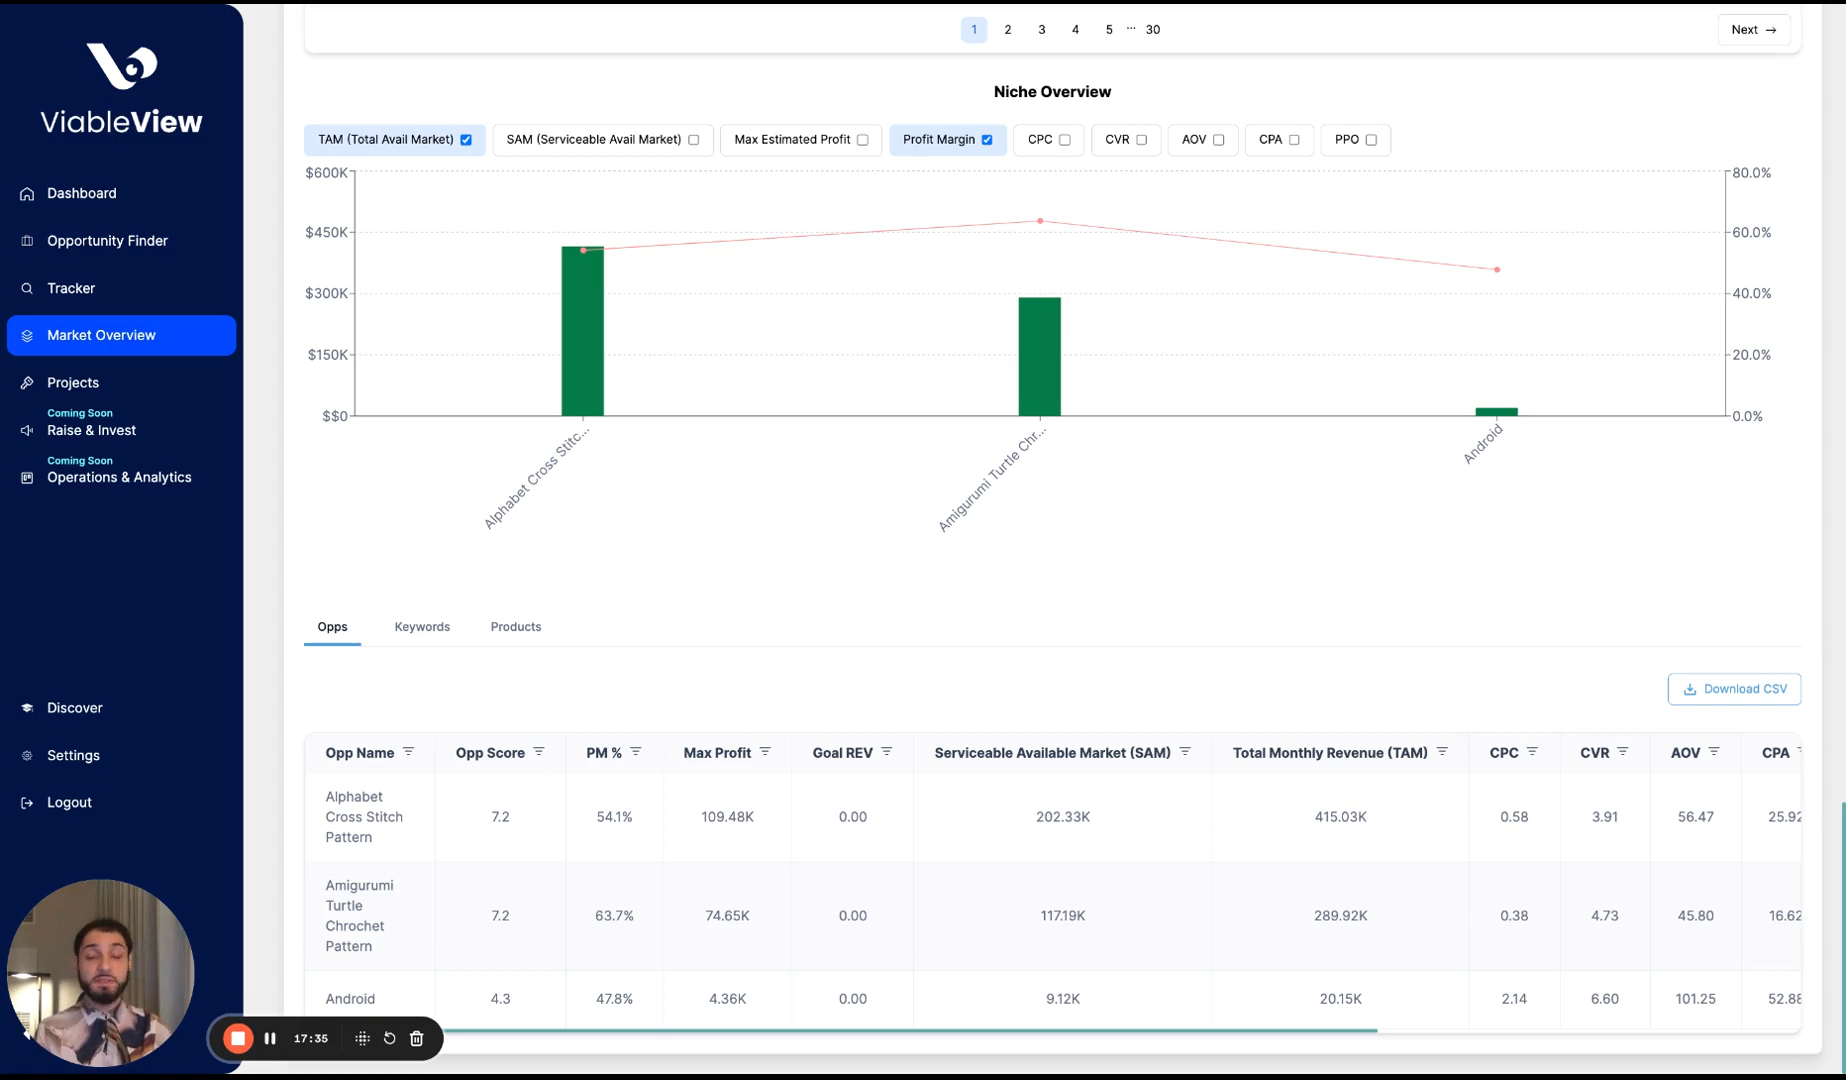 ViableView
Dashboard
Opportunity Finder
Tracker
Market Overview
Projects
Coming Soon
Raise & Invest
Coming Soon
Operations & Analytics
Discover
Settings
Logout
17:35
1 2 3 4 5 ... 30
Next →
Niche Overview
TAM (Total Avail Market) SAM (Serviceable Avail Market) Max Estimated Profit Profit Margin CPC CVR AOV CPA PPO
$600K 80.0%
$450K 60.0%
$300K 40.0%
$150K 20.0%
$$0 0.0%
Alphabet Cross Stitc... Amigurumi Turtle Chr... Android
Opps Keywords Products
Download CSV
Opp Name Opp Score PM % Max Profit Goal REV Serviceable Available Market (SAM) Total Monthly Revenue (TAM) CPC CVR AOV CPA
Alphabet
Cross Stitch
Pattern
7.2 54.1% 109.48K 0.00 202.33K 415.03K 0.58 3.91 56.47 25.92
Amigurumi
Turtle
Chrochet
Pattern
7.2 63.7% 74.65K 0.00 117.19K 289.92K 0.38 4.73 45.80 16.62
Android 4.3 47.8% 4.36K 0.00 9.12K 20.15K 2.14 6.60 101.25 52.88